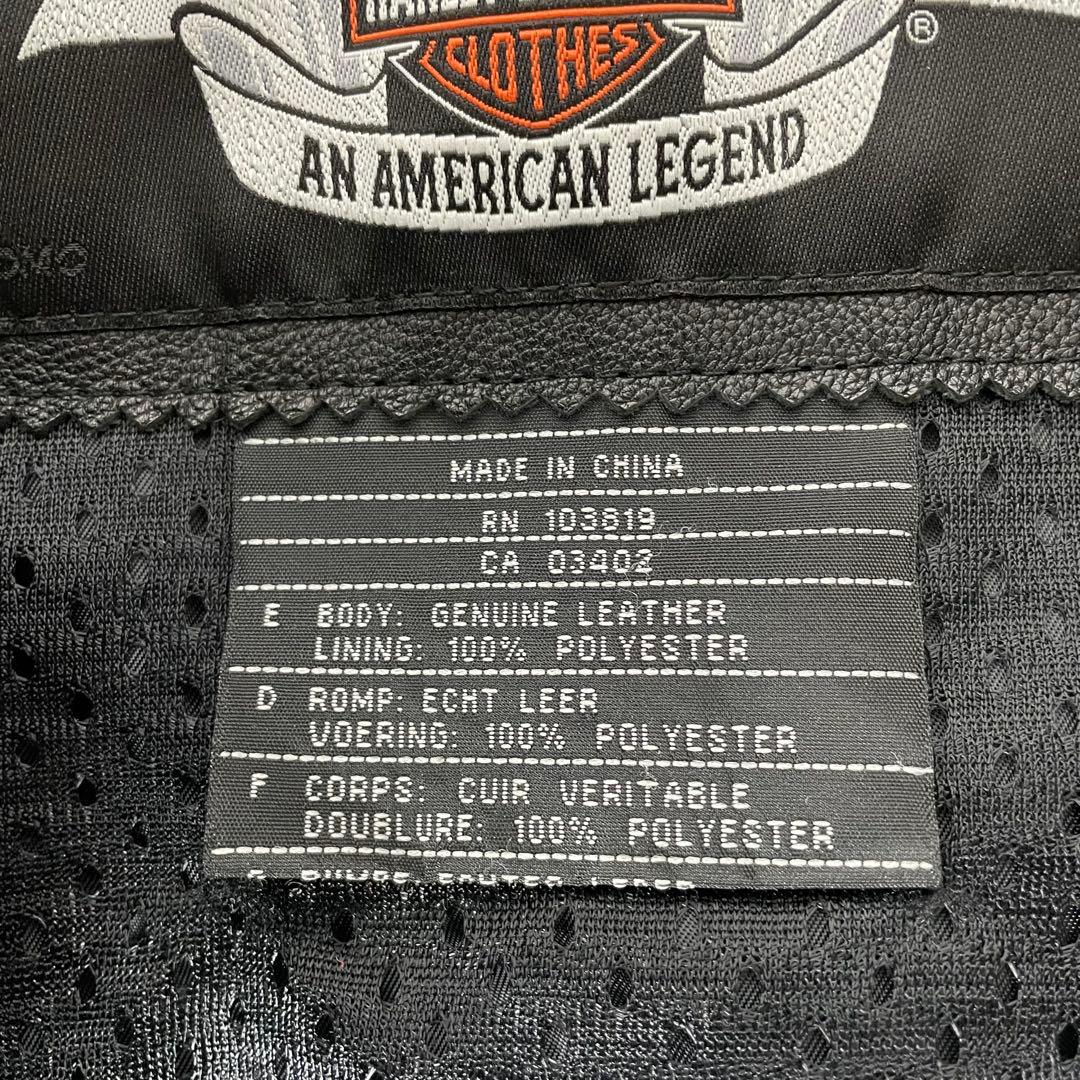 CLOTHES
®
AN AMERICAN LEGEND
MADE IN CHINA
RN 103819
CA 03402
E BODY: GENUINE LEATHER
LINING: 100% POLYESTER
D ROMP: ECHT LEER
VOERING: 100% POLYESTER
F CORPS: CUIR VERITABLE
DOUBLURE: 100% POLYESTER